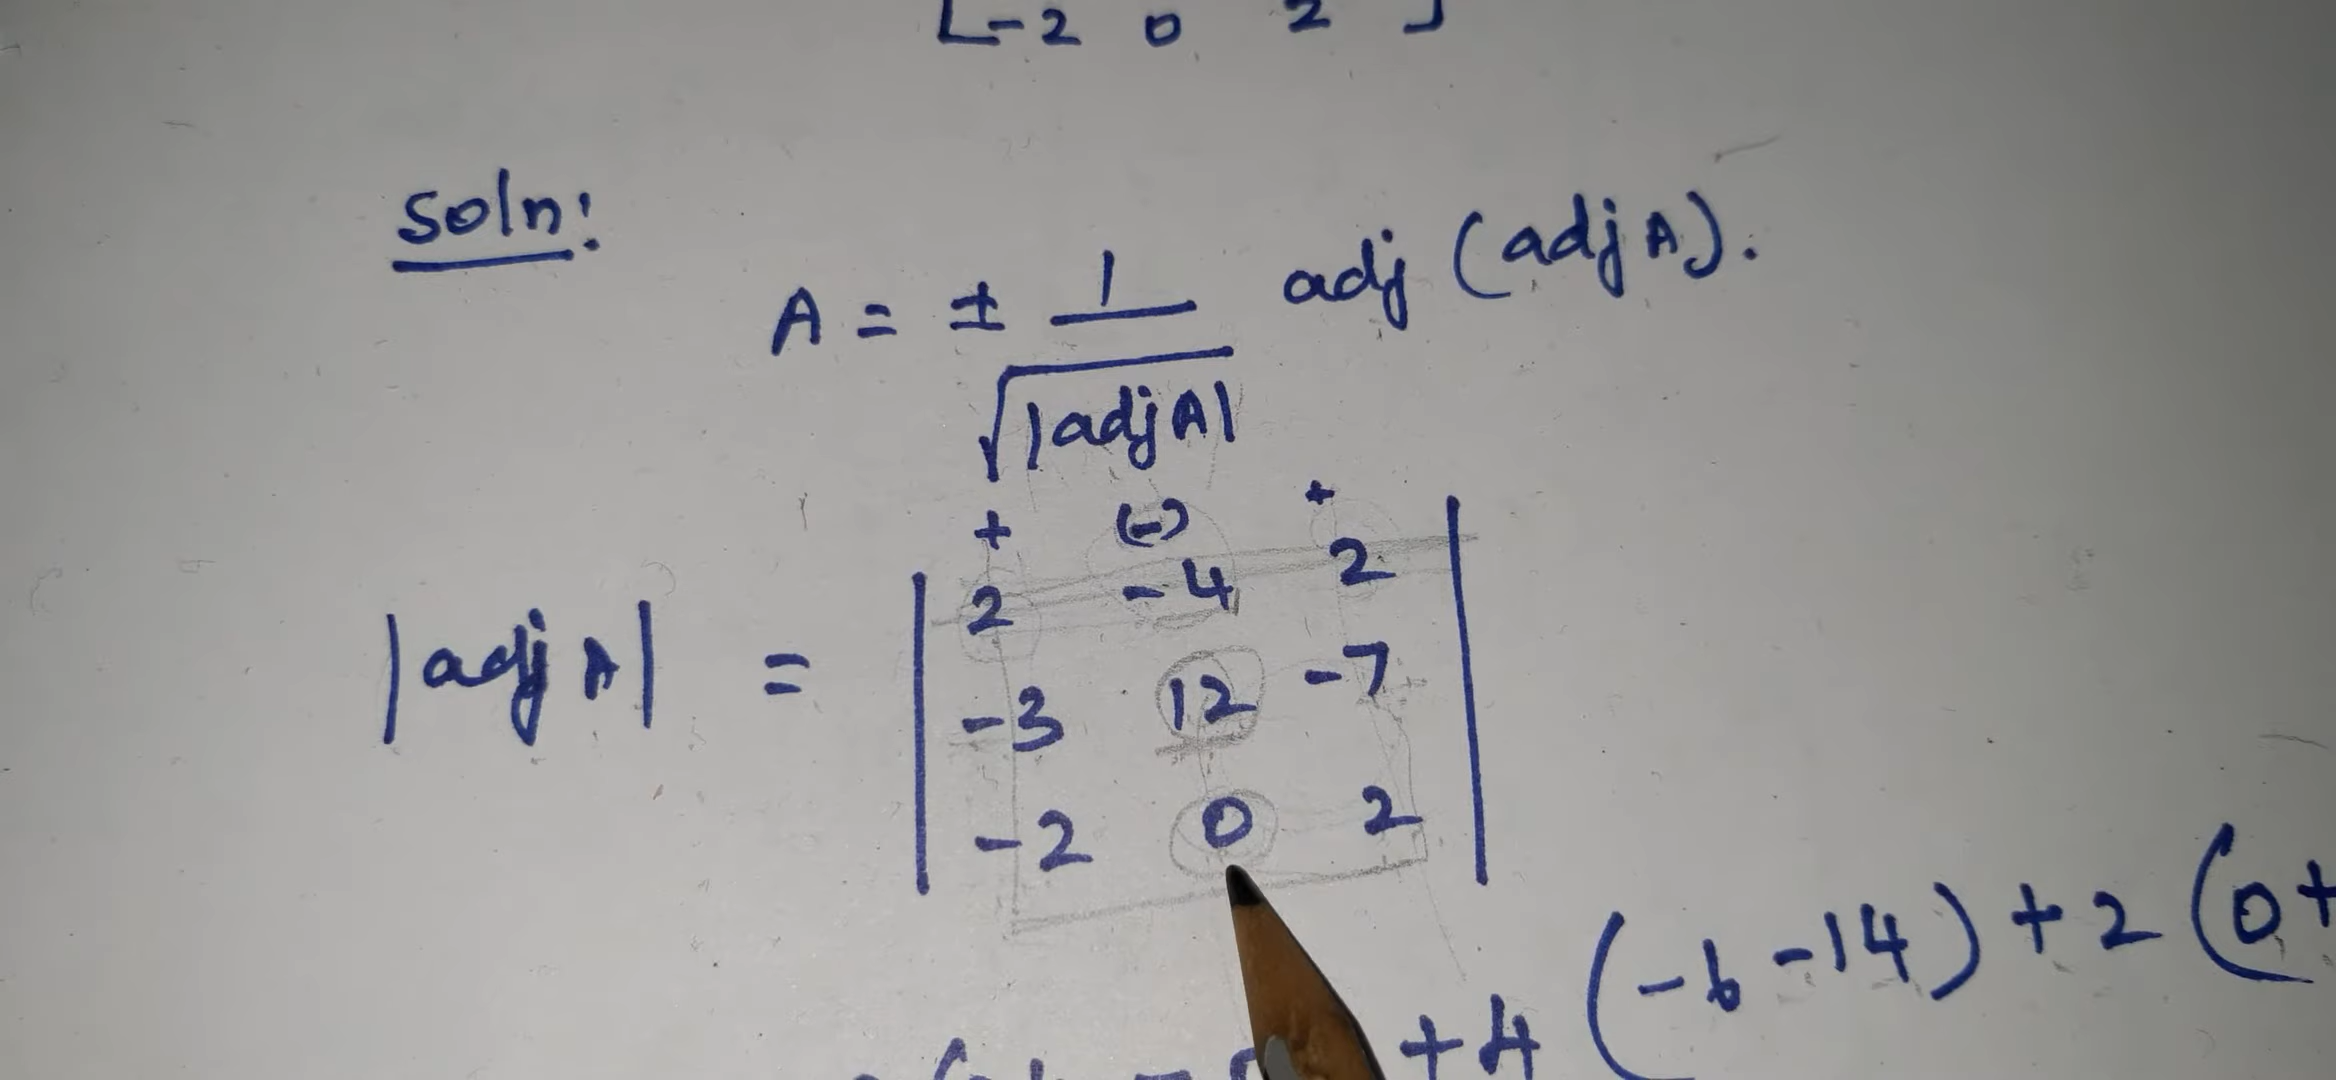 [-2 0 2]
Soln:
A = ± 1 adj (adj A).
√|adj A|
+ (-) +
2 -4 2
|adj A| = -3 12 -7
-2 0 2
+4 (-6 -14) +2 (0+